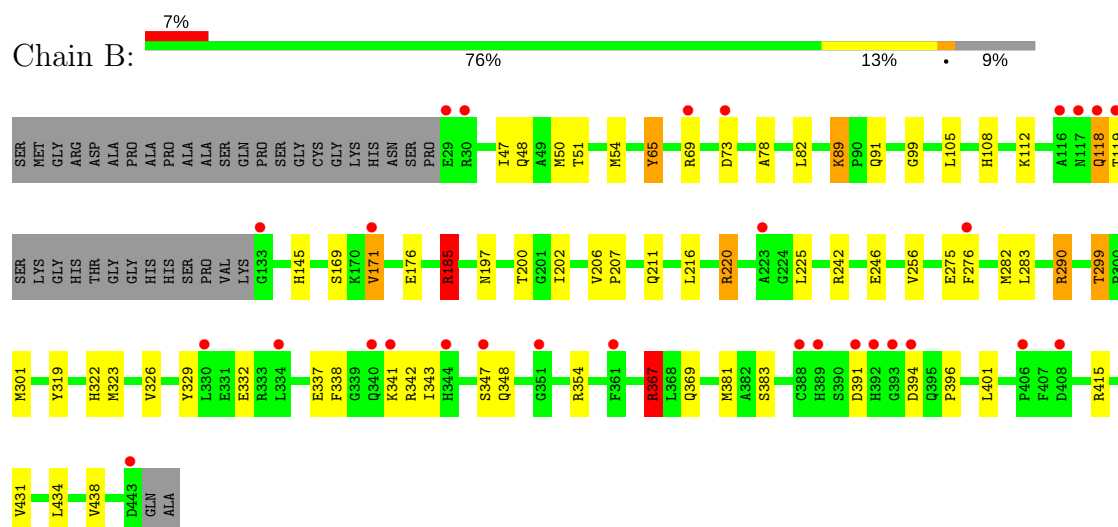 7%
Chain B:
76% 13% • 9%
SER MET GLY ARG ASP ALA PRO ALA PRO ALA ALA SER GLN PRO SER GLY CYS GLY LYS HIS ASN SER PRO E29 R30 I47 Q48 A49 M50 T51 M54 Y65 R69 D73 A78 L82 K89 P90 Q91 G99 L105 H108 K112 A116 N117 Q118 T119
SER LYS GLY HIS THR GLY GLY HIS HIS SER PRO VAL LYS G133 H145 S169 K170 V171 E176 R185 N197 T200 G201 I202 V206 P207 Q211 L216 R220 A223 G224 L225 R242 E246 V256 E275 F276 M282 L283 R290 T299 P300
M301 Y319 H322 M323 V326 Y329 L330 E331 E332 R333 L334 E337 F338 G339 Q340 K341 R342 I343 H344 S347 Q348 G351 R354 F361 R367 L368 Q369 M381 A382 S383 C388 H389 S390 D391 H392 G393 D394 Q395 P396 L401 P406 F407 D408 R415
V431 L434 V438 D443 GLN ALA